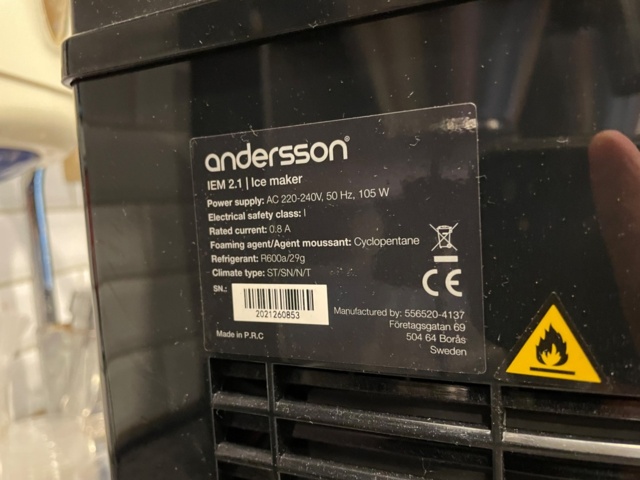 andersson®
IEM 2.1 | Ice maker
Power supply: AC 220-240V, 50 Hz, 105 W
Electrical safety class: I
Rated current: 0.8 A
Foaming agent/Agent moussant: Cyclopentane
Refrigerant: R600a/29g
Climate type: ST/SN/N/T
SN.:
2021260853
CE
Manufactured by: 556520-4137
Företagsgatan 69
504 64 Borås
Sweden
Made in P.R.C